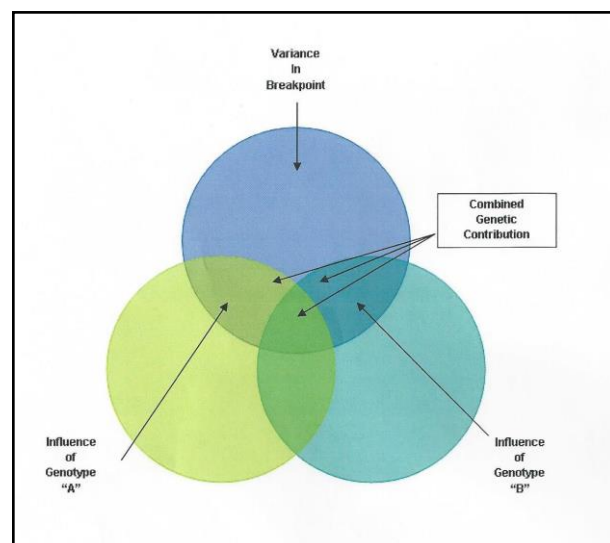 Variance
In
Breakpoint
Combined
Genetic
Contribution
Influence
of
Genotype
"A"
Influence
of
Genotype
"B"